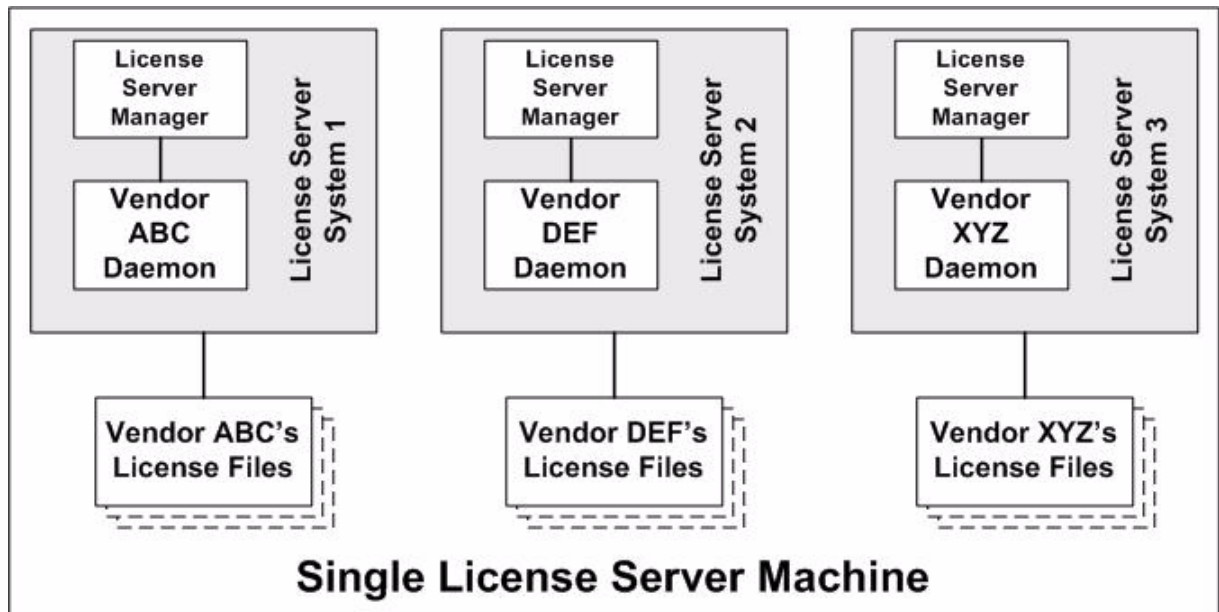 License
Server
Manager
Vendor
ABC
Daemon
License Server
System 1
Vendor ABC's
License Files
License
Server
Manager
Vendor
DEF
Daemon
License Server
System 2
Vendor DEF's
License Files
License
Server
Manager
Vendor
XYZ
Daemon
License Server
System 3
Vendor XYZ's
License Files
Single License Server Machine